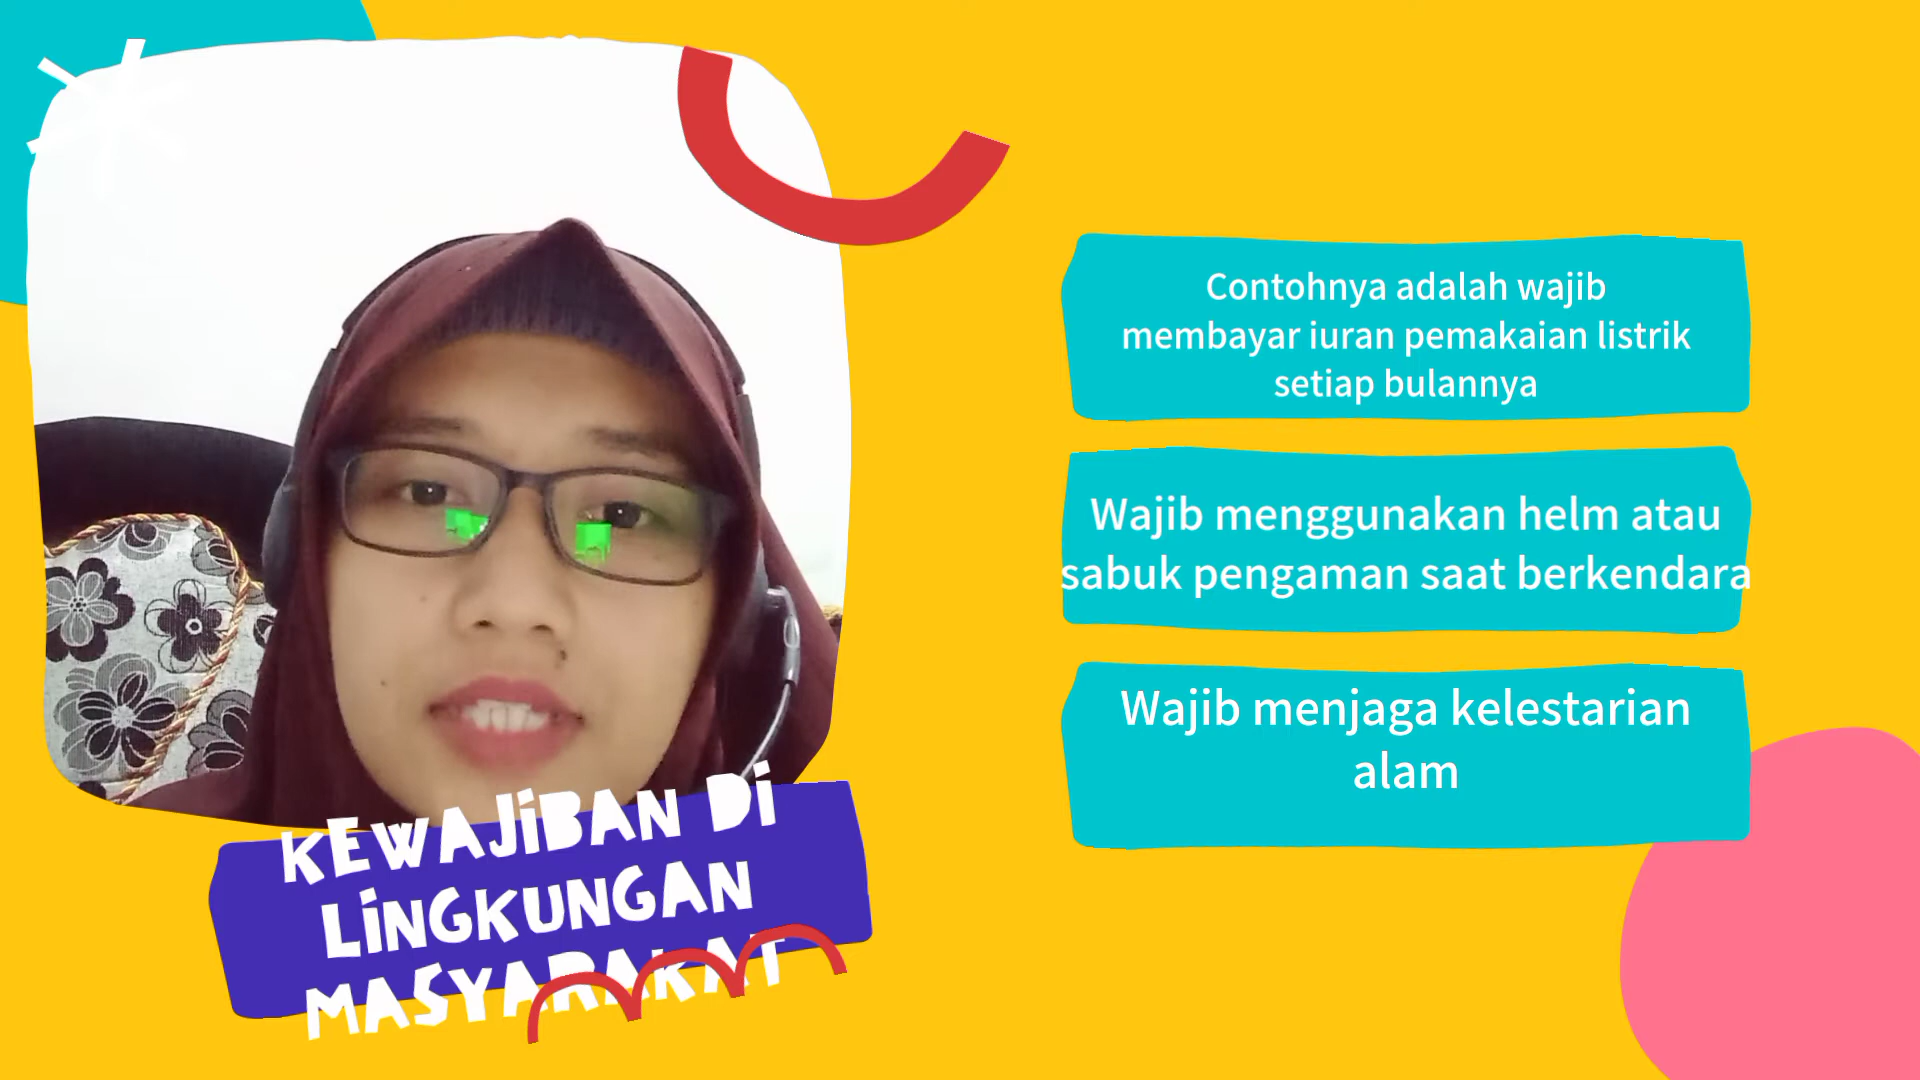 KEWAJIBAN DI
LINGKUNGAN
MASYARAKAT
Contohnya adalah wajib
membayar iuran pemakaian listrik
setiap bulannya
Wajib menggunakan helm atau
sabuk pengaman saat berkendara
Wajib menjaga kelestarian
alam